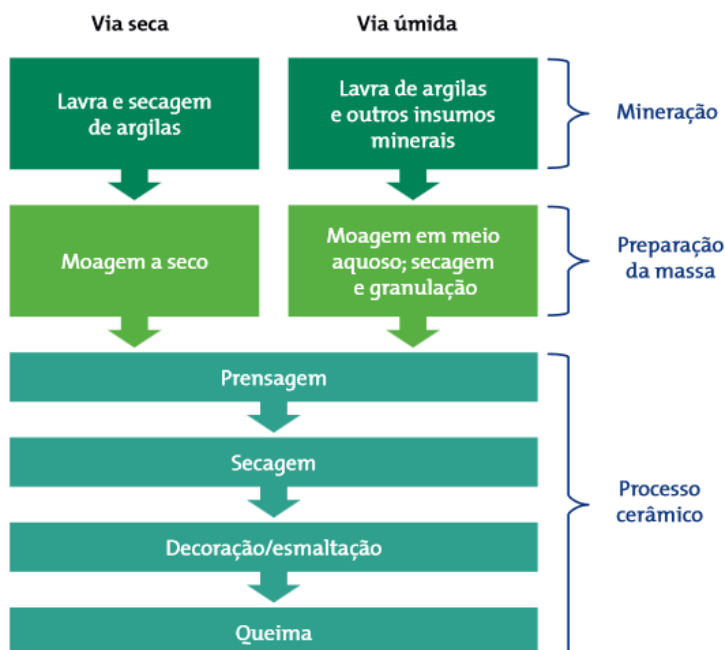 Via seca
Via úmida
Lavra e secagem
de argilas
Lavra de argilas
e outros insumos
minerais
Mineração
Moagem a seco
Moagem em meio
aquoso; secagem
e granulação
Preparação
da massa
Prensagem
Secagem
Decoração/esmaltação
Queima
Processo
cerâmico